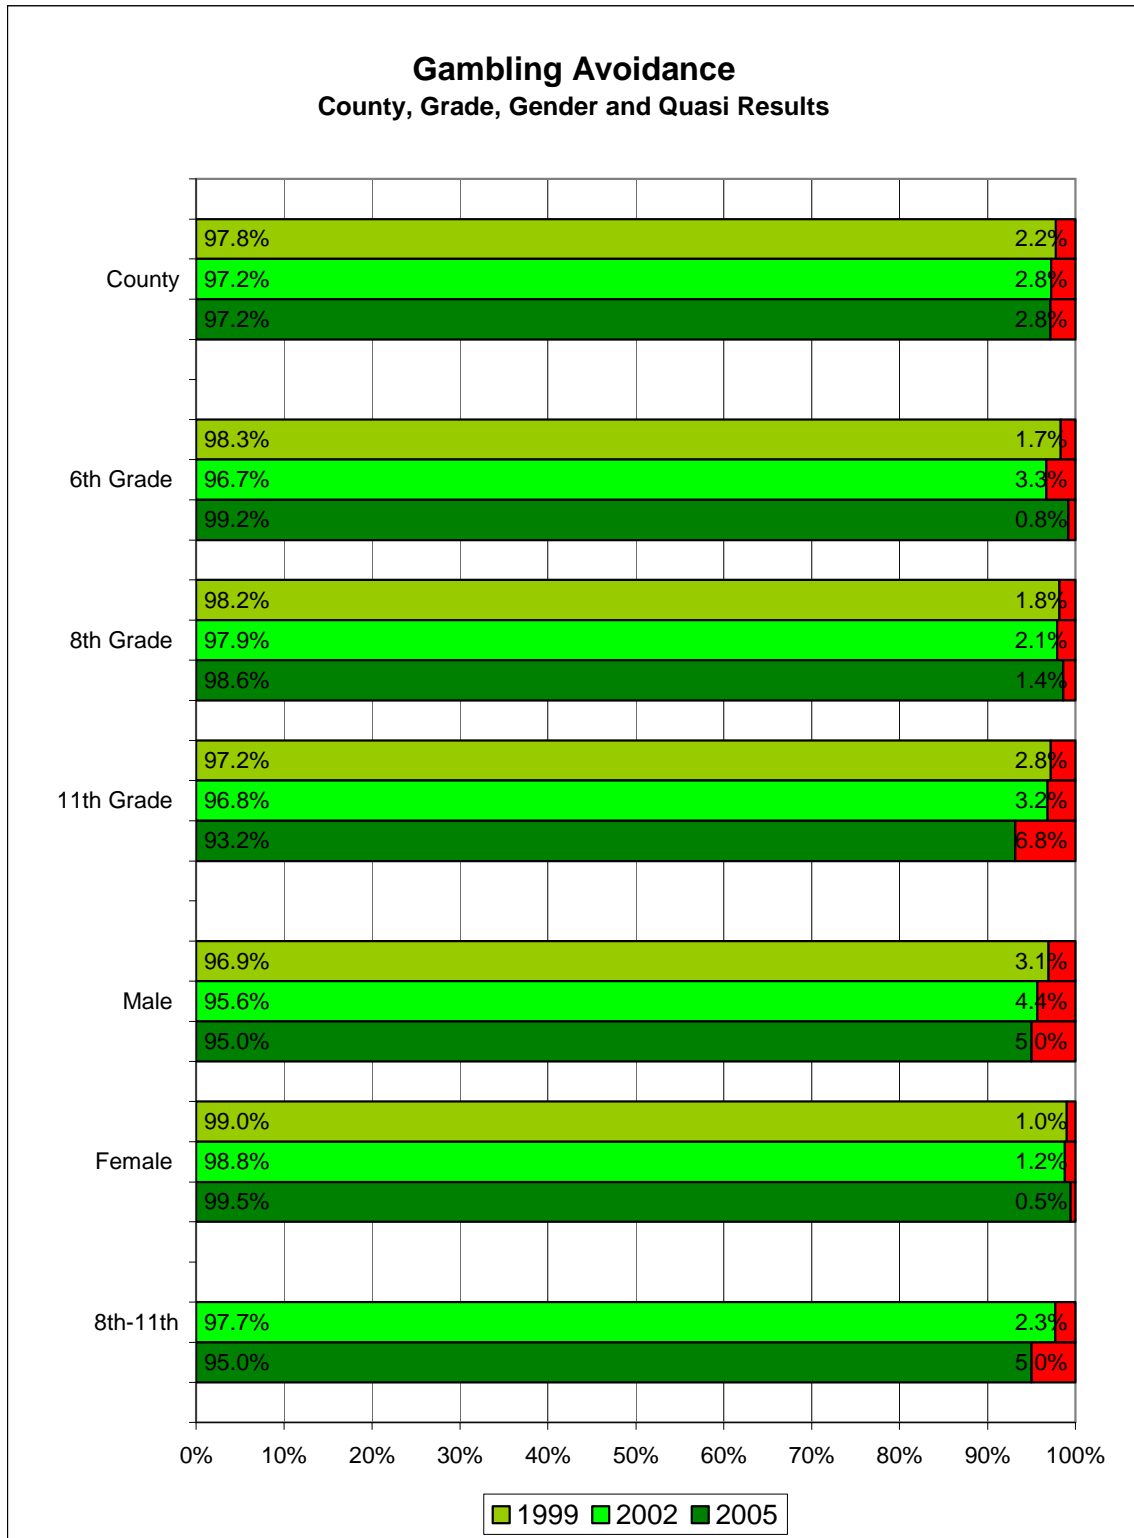 Gambling Avoidance
County, Grade, Gender and Quasi Results
97.8% 2.2%
County 97.2% 2.8%
97.2% 2.8%
98.3% 1.7%
6th Grade 96.7% 3.3%
99.2% 0.8%
98.2% 1.8%
8th Grade 97.9% 2.1%
98.6% 1.4%
97.2% 2.8%
11th Grade 96.8% 3.2%
93.2% 6.8%
96.9% 3.1%
Male 95.6% 4.4%
95.0% 5.0%
99.0% 1.0%
Female 98.8% 1.2%
99.5% 0.5%
8th-11th 97.7% 2.3%
95.0% 5.0%
0% 10% 20% 30% 40% 50% 60% 70% 80% 90% 100%
1999 2002 2005